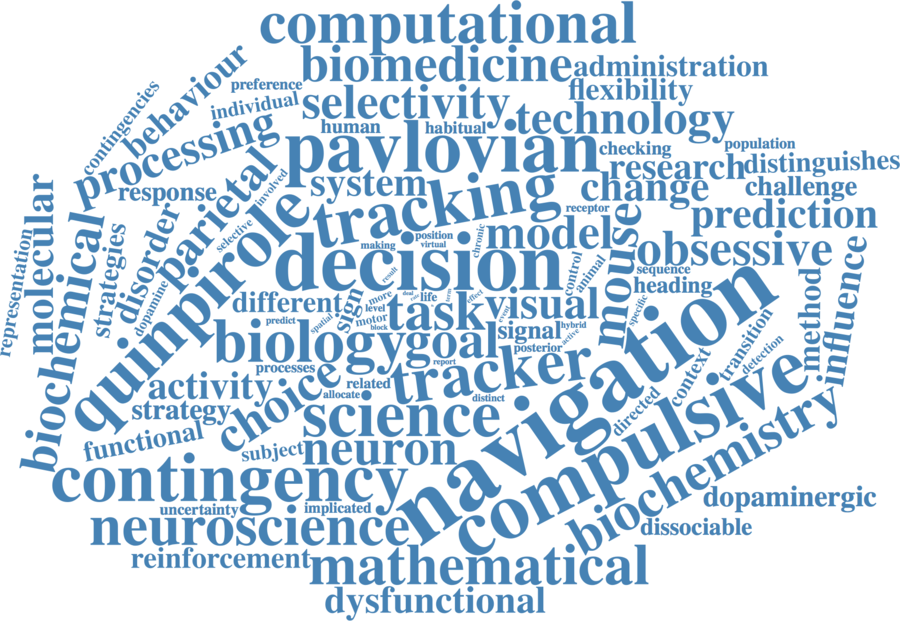 computational
biomedicine
administration
preference
behaviour
flexibility
contingencies
individual
selectivity
technology
human
habitual
processing
pavlovian
checking
population
research
distinguishes
response
parietal
involved
system
tracking
change
challenge
molecular
receptor
prediction
biochemical
selective
quinpirole
position
virtual
making
chronic
model
mouse
obsessive
disorder
strategies
representation
dopamine
decision
control
animal
sequence
heading
influence
method
result
different
sign
more
level
deal
life
term
effect
visual
specific
predict
spatial
motor
block
task
event
signal
hybrid
active
transition
detection
biology
goal
posterior
navigation
processes
report
context
activity
choice
related
tracker
allocate
distinct
directed
compulsive
strategy
science
functional
subject
neuron
biochemistry
contingency
dopaminergic
uncertainty
implicated
neuroscience
dissociable
reinforcement
mathematical
dysfunctional